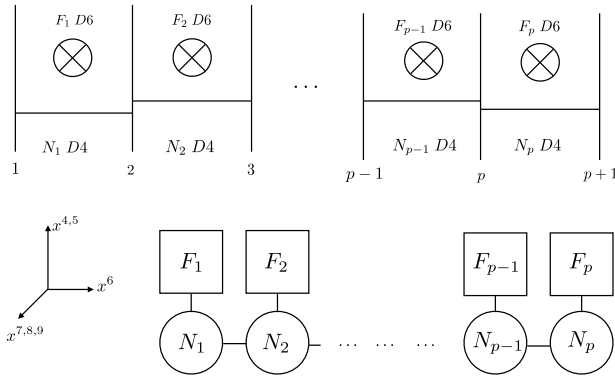 F_1 D6 F_2 D6 F_{p-1} D6 F_p D6
. . .
N_1 D4 N_2 D4 N_{p-1} D4 N_p D4
1 2 3 p − 1 p p + 1
x^{4,5}
x^6
x^{7,8,9}
F_1 F_2 F_{p-1} F_p
N_1 N_2 . . . . . . . . . N_{p-1} N_p